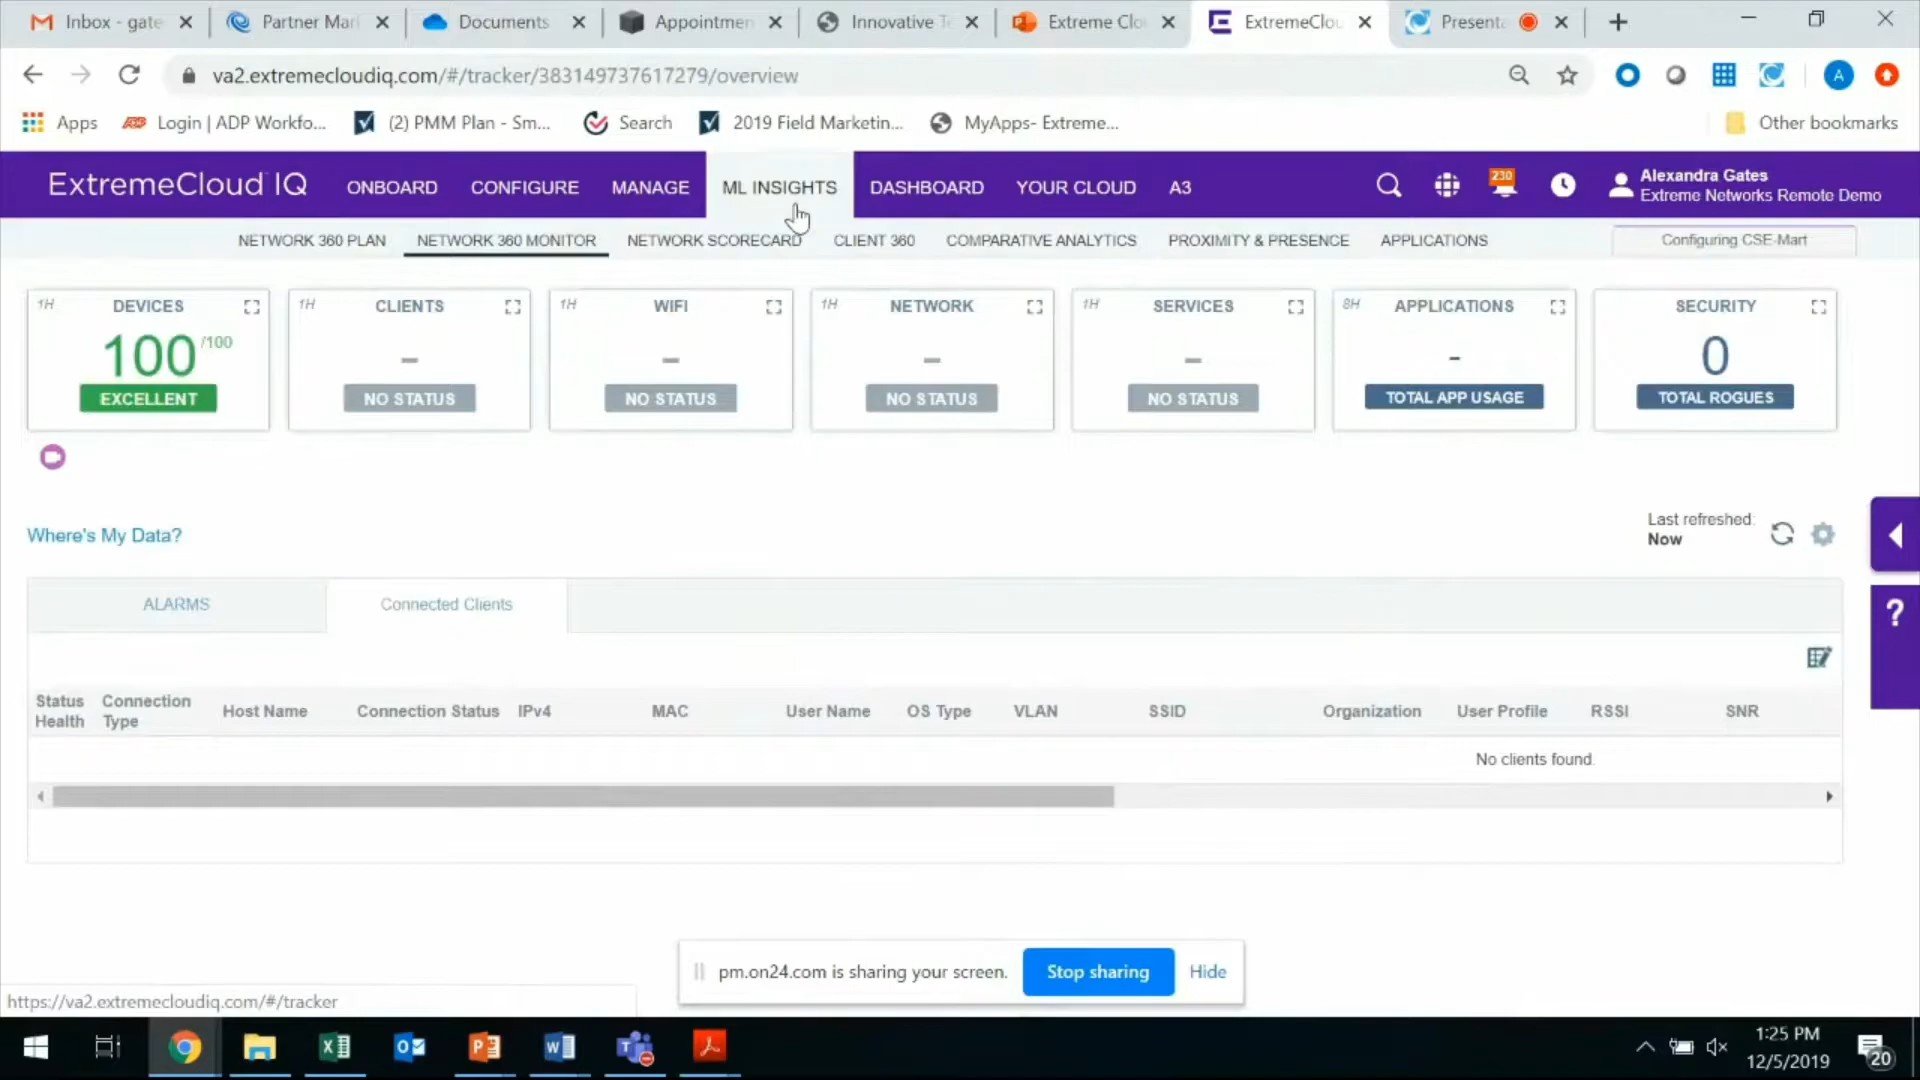 Inbox - gate
Partner Mar
Documents
Appointmen
Innovative T
Extreme Clo
ExtremeClou
Present
va2.extremecloudiq.com/#/tracker/383149737617279/overview
A
Apps
Login | ADP Workfo...
(2) PMM Plan - Sm...
Search
2019 Field Marketin...
MyApps- Extreme...
Other bookmarks
ExtremeCloud IQ
ONBOARD
CONFIGURE
MANAGE
ML INSIGHTS
DASHBOARD
YOUR CLOUD
A3
230
Alexandra Gates
Extreme Networks Remote Demo
NETWORK 360 PLAN
NETWORK 360 MONITOR
NETWORK SCORECARD
CLIENT 360
COMPARATIVE ANALYTICS
PROXIMITY & PRESENCE
APPLICATIONS
Configuring CSE-Mart
1H DEVICES
100 /100
EXCELLENT
1H CLIENTS
–
NO STATUS
1H WIFI
–
NO STATUS
1H NETWORK
–
NO STATUS
1H SERVICES
–
NO STATUS
8H APPLICATIONS
-
TOTAL APP USAGE
SECURITY
0
TOTAL ROGUES
Where's My Data?
Last refreshed:
Now
?
ALARMS
Connected Clients
Status Health
Connection Type
Host Name
Connection Status
IPv4
MAC
User Name
OS Type
VLAN
SSID
Organization
User Profile
RSSI
SNR
No clients found.
pm.on24.com is sharing your screen.
Stop sharing
Hide
https://va2.extremecloudiq.com/#/tracker
1:25 PM
12/5/2019
20